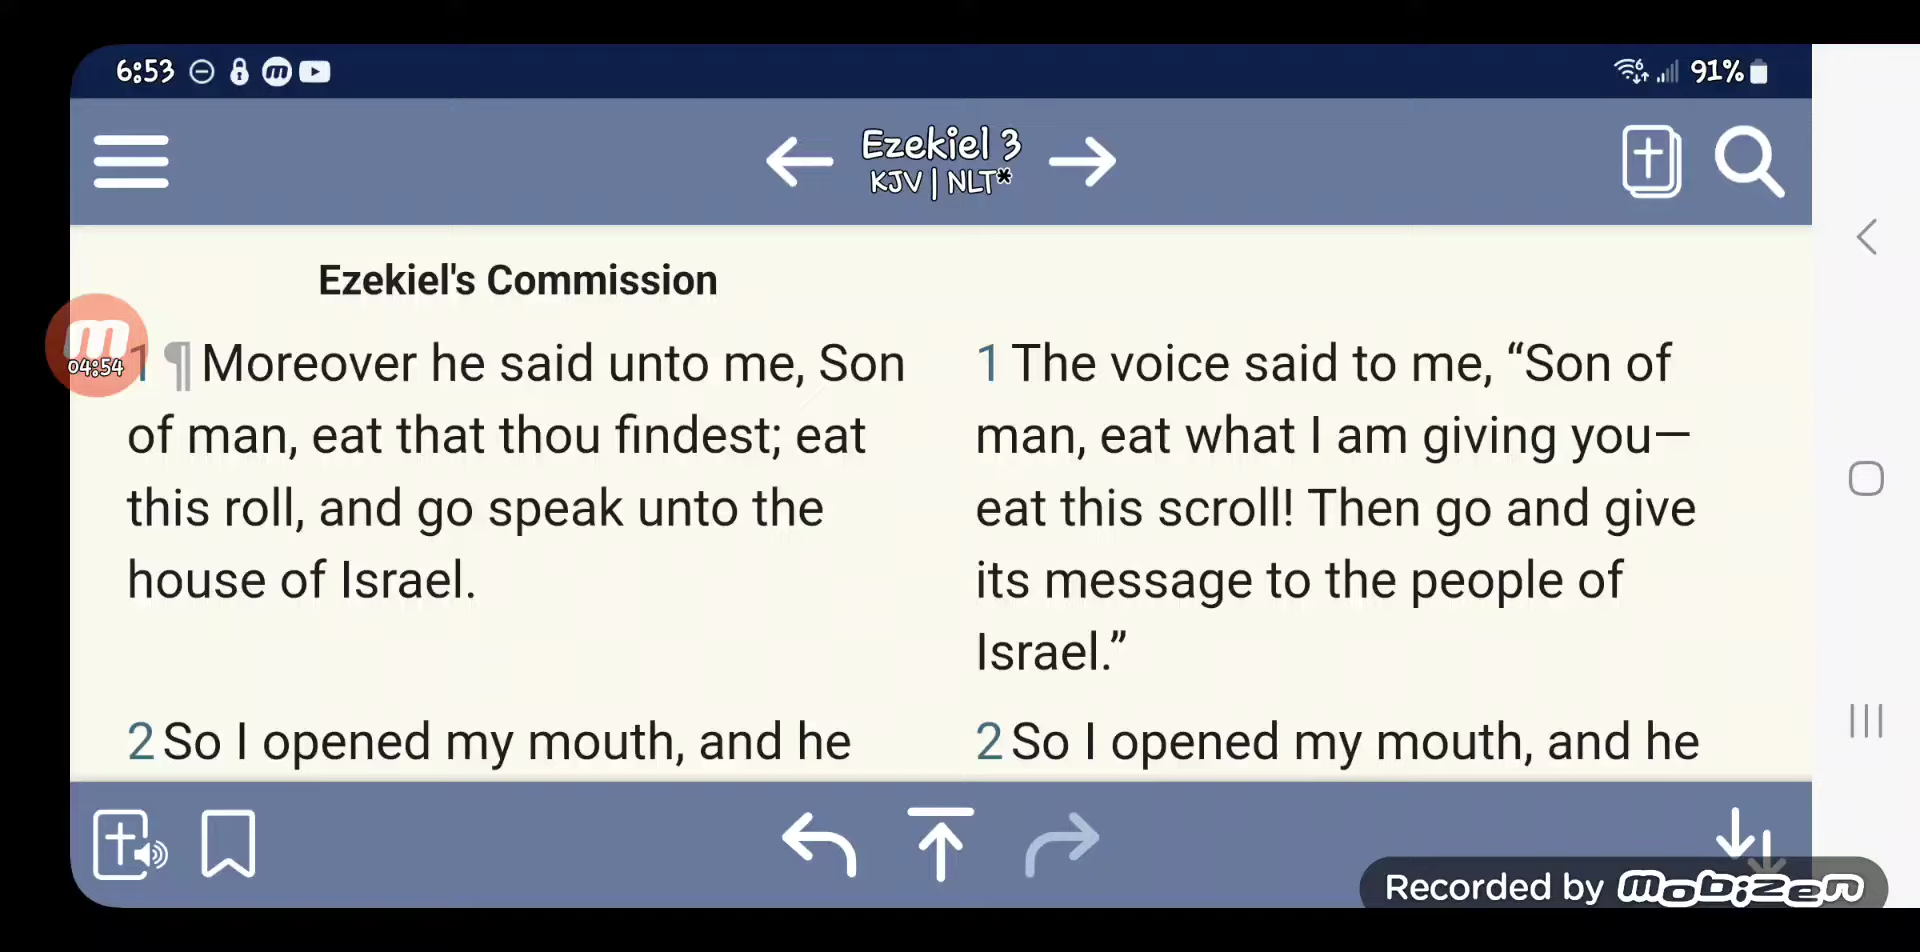 6:53
91%
Ezekiel 3
KJV | NLT*
Ezekiel's Commission
04:54
1 ¶ Moreover he said unto me, Son
of man, eat that thou findest; eat
this roll, and go speak unto the
house of Israel.
2 So I opened my mouth, and he
1 The voice said to me, “Son of
man, eat what I am giving you—
eat this scroll! Then go and give
its message to the people of
Israel.”
2 So I opened my mouth, and he
Recorded by Mobizen